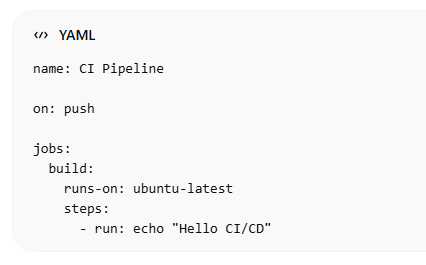 </> YAML
name: CI Pipeline
on: push
jobs:
  build:
    runs-on: ubuntu-latest
    steps:
      - run: echo "Hello CI/CD"